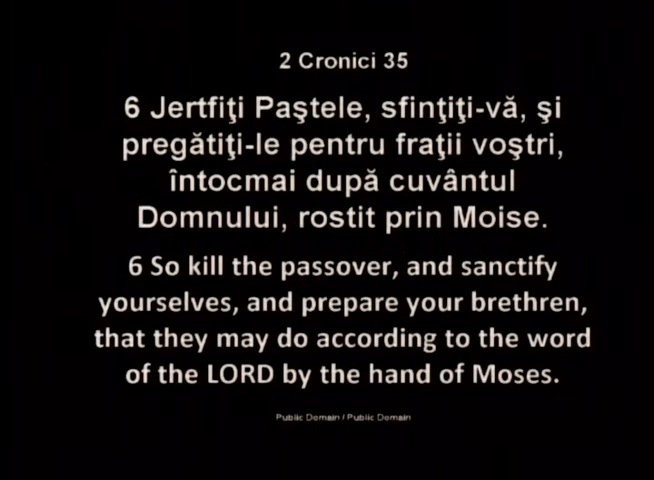 2 Cronici 35
6 Jertfiţi Paştele, sfinţiţi-vă, şi
pregătiţi-le pentru fraţii voştri,
întocmai după cuvântul
Domnului, rostit prin Moise.
6 So kill the passover, and sanctify
yourselves, and prepare your brethren,
that they may do according to the word
of the LORD by the hand of Moses.
Public Domain / Public Domain